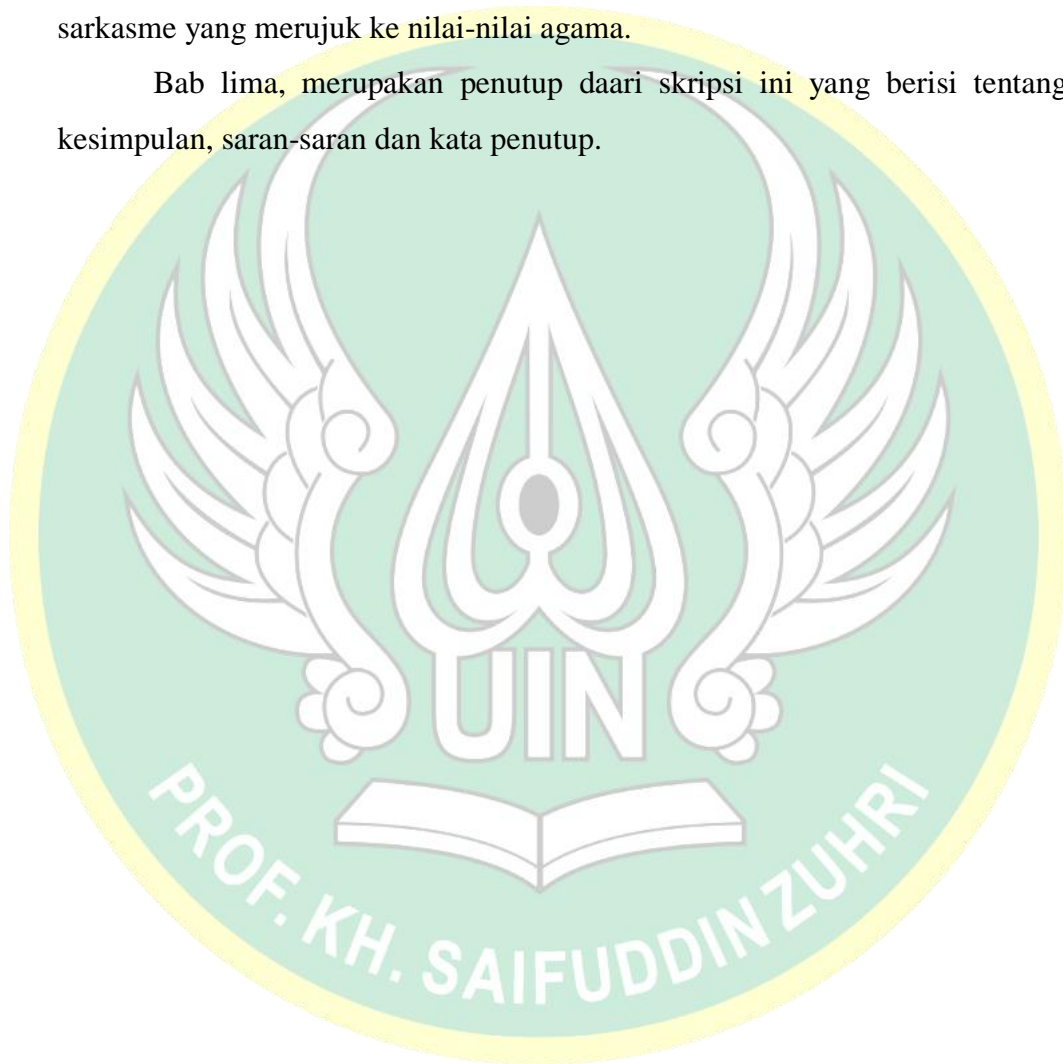 sarkasme yang merujuk ke nilai-nilai agama.
Bab lima, merupakan penutup daari skripsi ini yang berisi tentang
kesimpulan, saran-saran dan kata penutup.
UIN
PROF. KH. SAIFUDDIN ZUHRI